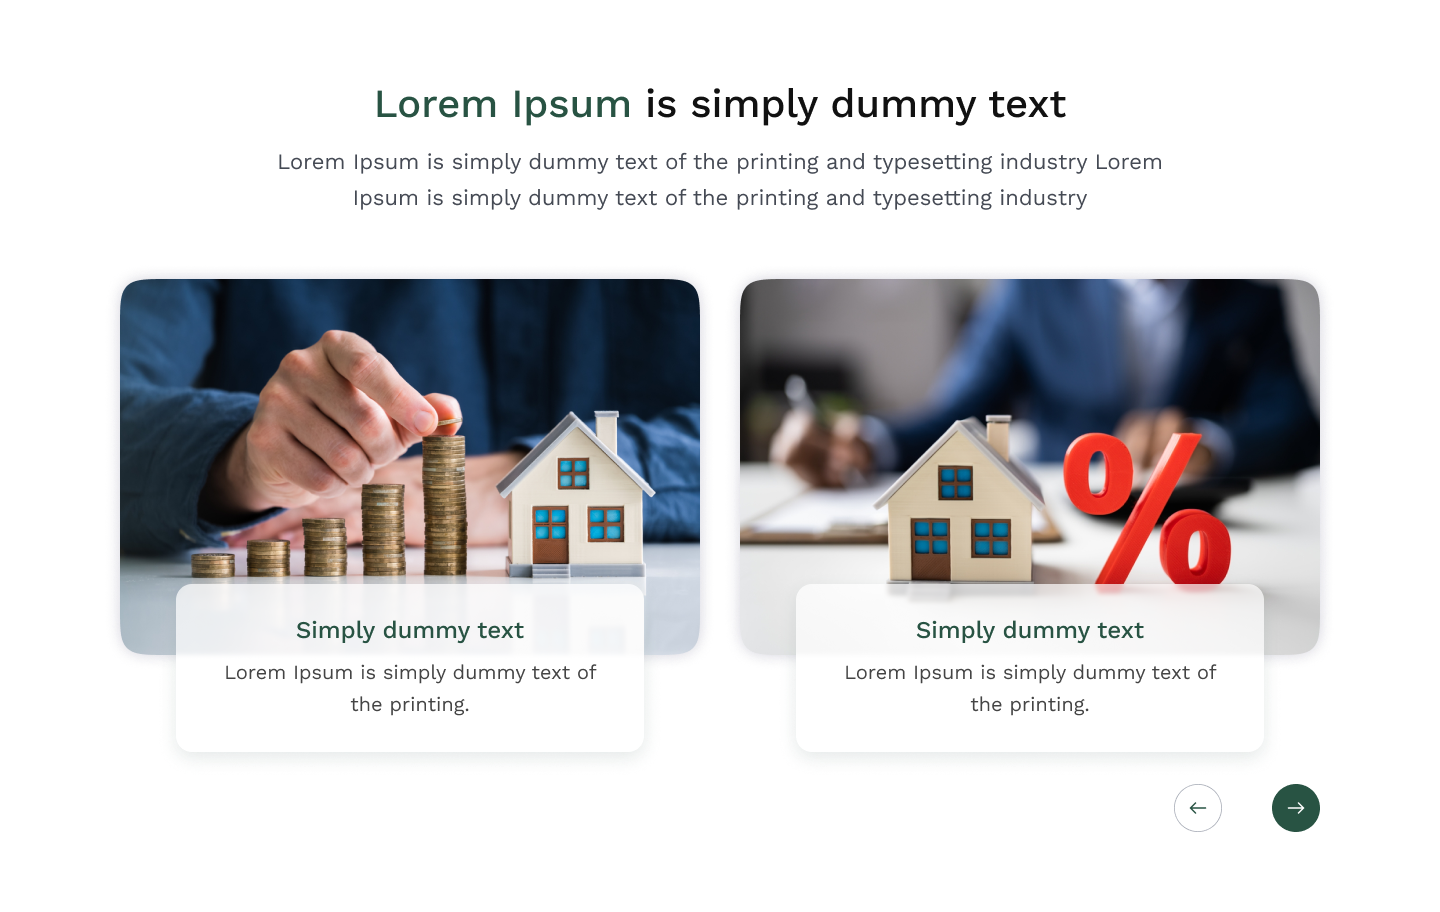 Lorem Ipsum is simply dummy text
Lorem Ipsum is simply dummy text of the printing and typesetting industry Lorem
Ipsum is simply dummy text of the printing and typesetting industry
%
Simply dummy text
Lorem Ipsum is simply dummy text of
the printing.
Simply dummy text
Lorem Ipsum is simply dummy text of
the printing.